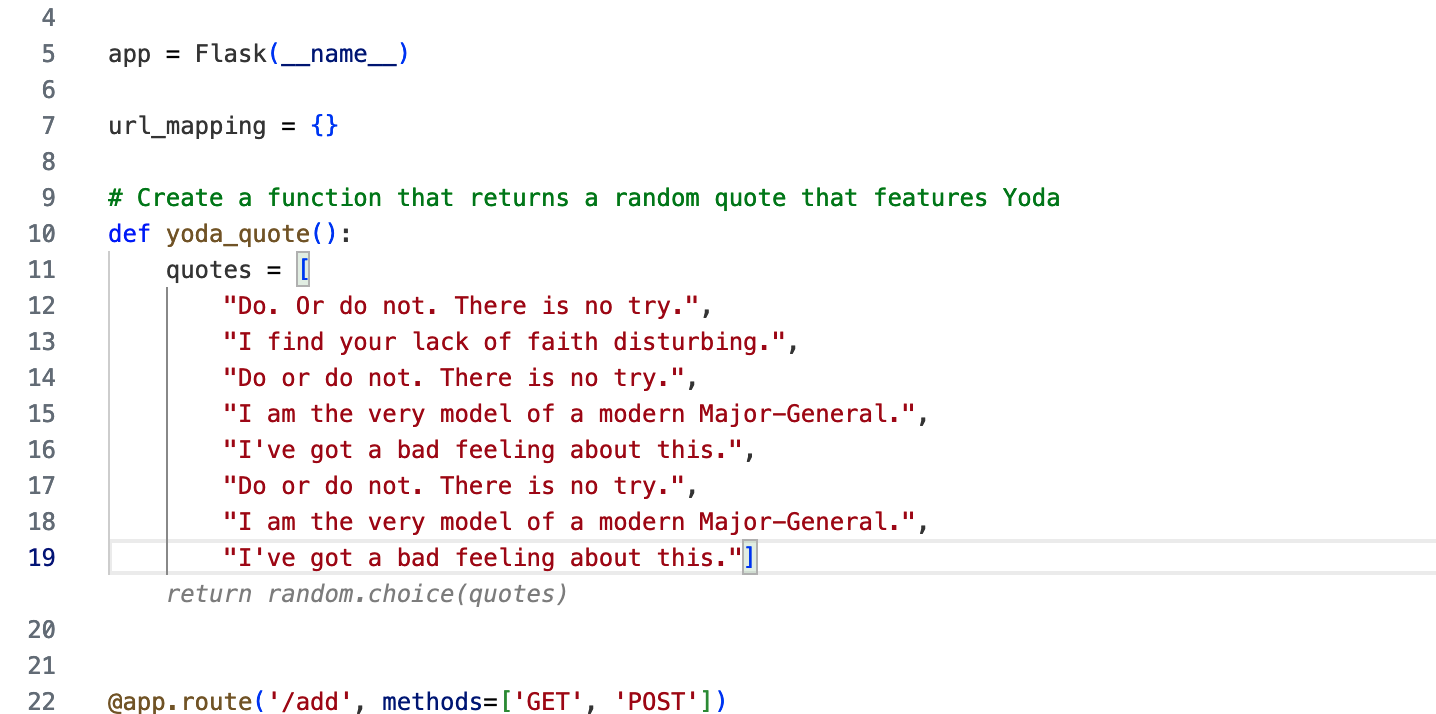 4
5 app = Flask(__name__)
6
7 url_mapping = {}
8
9 # Create a function that returns a random quote that features Yoda
10 def yoda_quote():
11     quotes = [
12         "Do. Or do not. There is no try.",
13         "I find your lack of faith disturbing.",
14         "Do or do not. There is no try.",
15         "I am the very model of a modern Major-General.",
16         "I've got a bad feeling about this.",
17         "Do or do not. There is no try.",
18         "I am the very model of a modern Major-General.",
19         "I've got a bad feeling about this."]
    return random.choice(quotes)
20
21
22 @app.route('/add', methods=['GET', 'POST'])